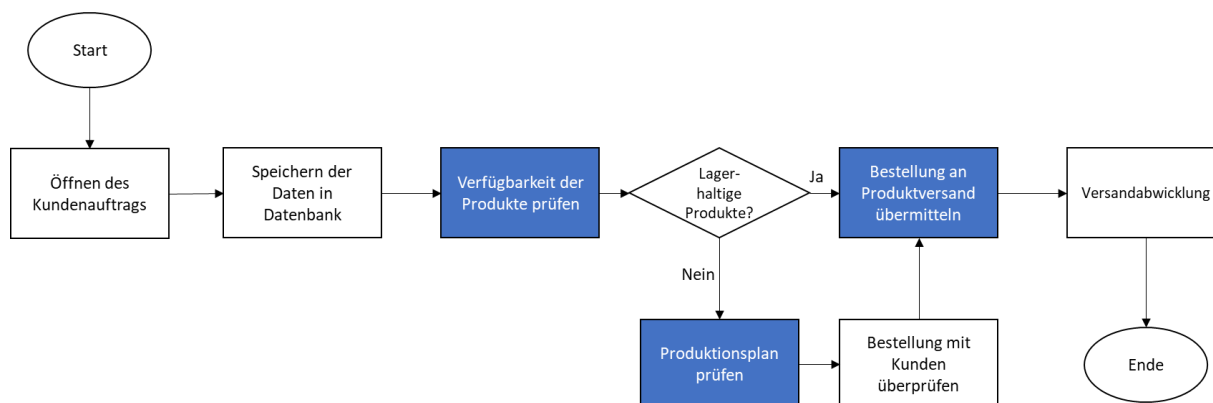 Start
Öffnen des
Kundenauftrags
Speichern der
Daten in
Datenbank
Verfügbarkeit der
Produkte prüfen
Lager-
haltige
Produkte?
Ja
Bestellung an
Produktversand
übermitteln
Versandabwicklung
Nein
Produktionsplan
prüfen
Bestellung mit
Kunden
überprüfen
Ende